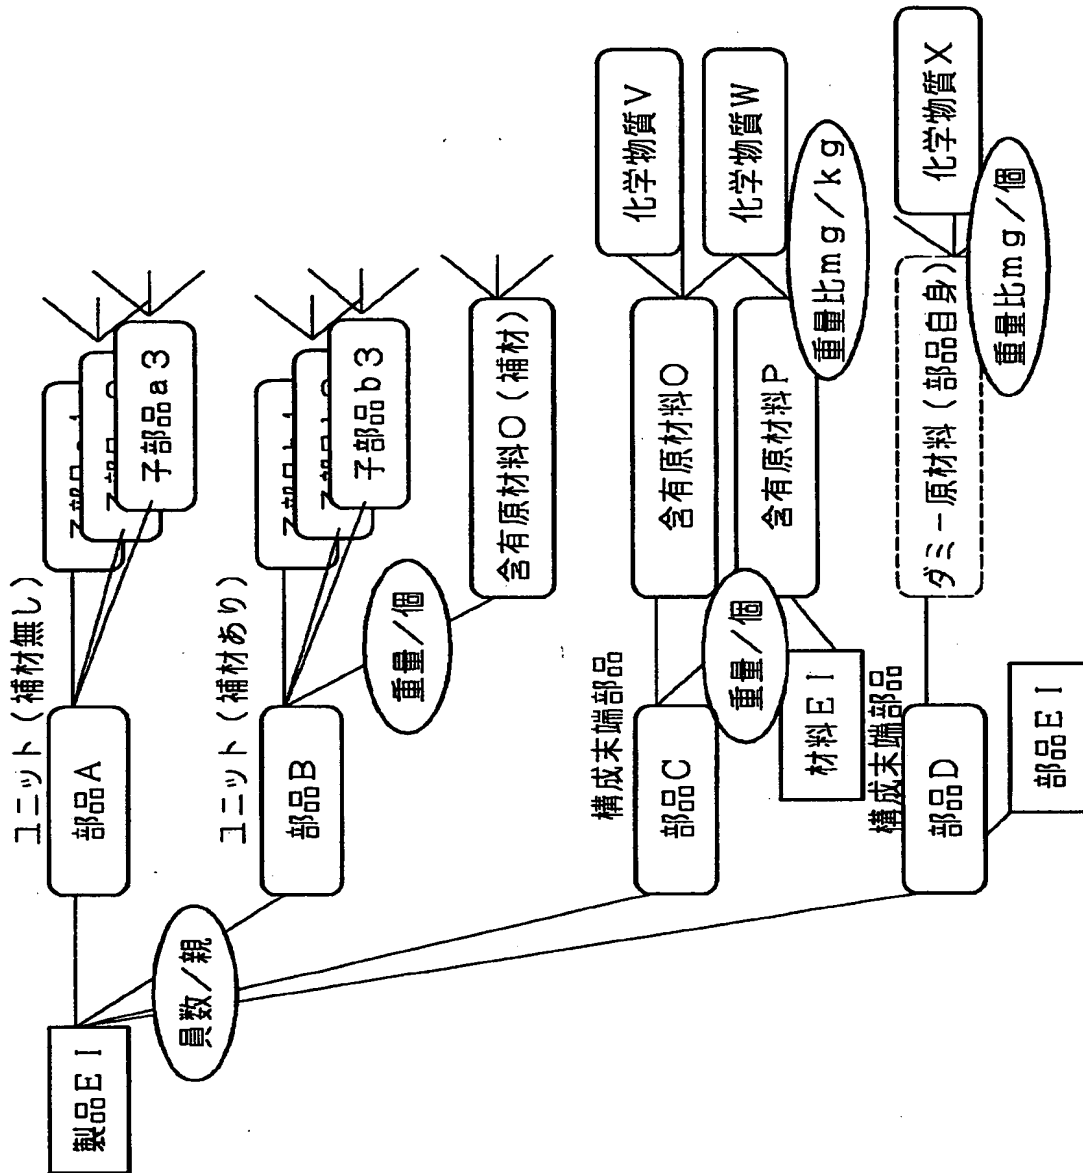 製品EI
員数/親
ユニット(補材無し)
部品A
子部品a3
ユニット(補材あり)
部品B
子部品b3
重量/個
含有原材料O(補材)
構成末端部品
部品C
重量/個
材料EI
含有原材料O
含有原材料P
化学物質V
化学物質W
重量比mg/kg
構成末端部品
部品D
部品EI
ダミー原材料(部品自身)
化学物質X
重量比mg/個